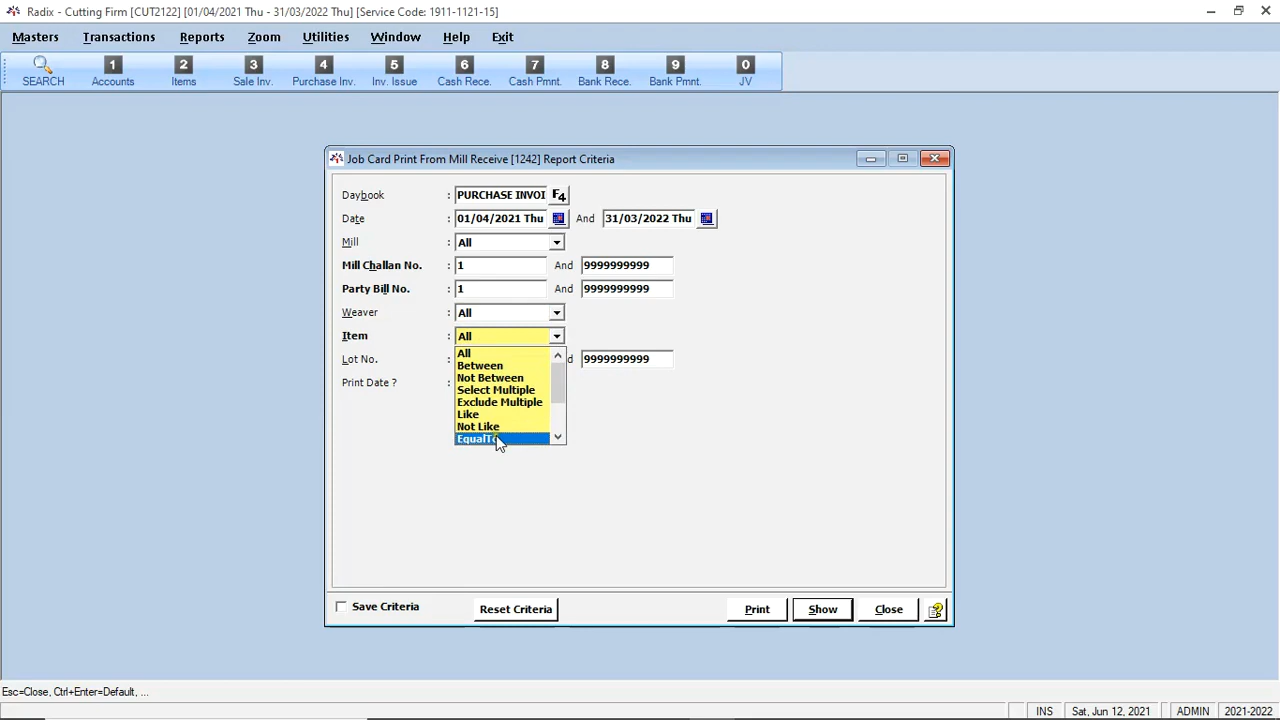 Radix - Cutting Firm [CUT2122] [01/04/2021 Thu - 31/03/2022 Thu] [Service Code: 1911-1121-15]
Masters Transactions Reports Zoom Utilities Window Help Exit
1 2 3 4 5 6 7 8 9 0
SEARCH Accounts Items Sale Inv. Purchase Inv. Inv. Issue Cash Rece. Cash Pmnt. Bank Rece. Bank Pmnt. JV
Job Card Print From Mill Receive [1242] Report Criteria
Daybook : PURCHASE INVOI F4
Date : 01/04/2021 Thu And 31/03/2022 Thu
Mill : All
Mill Challan No. : 1 And 9999999999
Party Bill No. : 1 And 9999999999
Weaver : All
Item : All
All
Between
Lot No. : d 9999999999
Not Between
Print Date ? :
Select Multiple
Exclude Multiple
Like
Not Like
EqualTo
Save Criteria Reset Criteria Print Show Close
Esc=Close, Ctrl+Enter=Default, ...
INS Sat, Jun 12, 2021 ADMIN 2021-2022